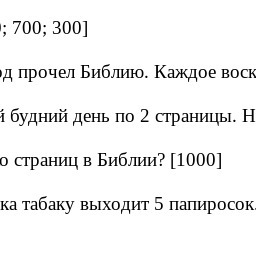 ; 700; 300]
од прочел Библию. Каждое воск
й будний день по 2 страницы. Н
о страниц в Библии? [1000]
ка табаку выходит 5 папиросок.